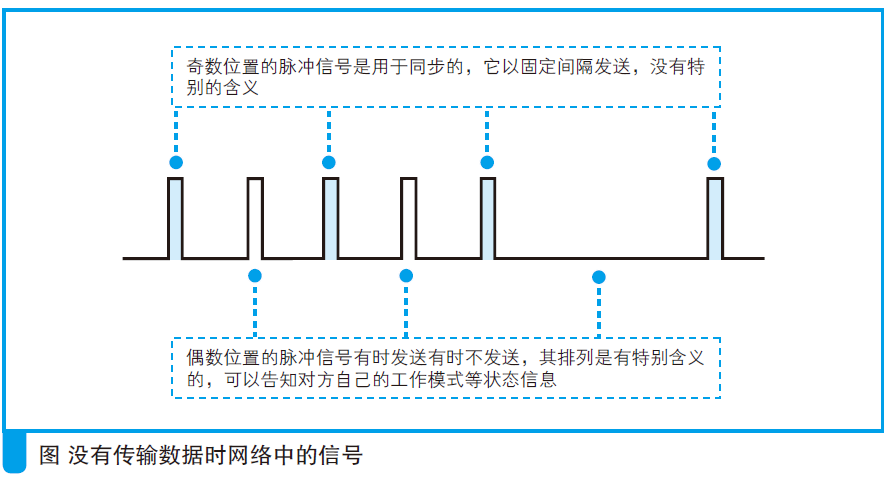 奇数位置的脉冲信号是用于同步的，它以固定间隔发送，没有特
别的含义
偶数位置的脉冲信号有时发送有时不发送，其排列是有特别含义
的，可以告知对方自己的工作模式等状态信息
图 没有传输数据时网络中的信号